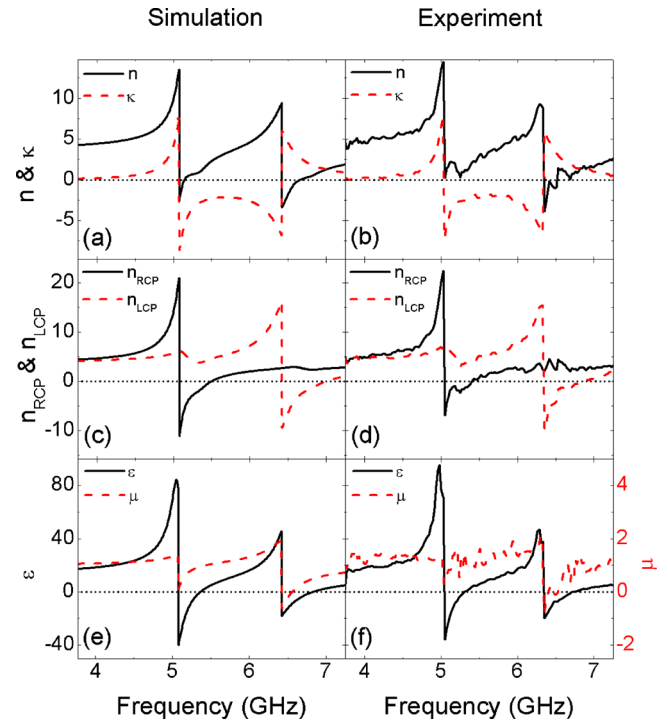 Simulation Experiment
n n
κ κ
n & κ
10
5
0
-5
(a) (b)
n_RCP n_RCP
n_LCP n_LCP
n_RCP & n_LCP
20
10
0
-10
(c) (d)
ε ε
μ μ
ε
80
40
0
-40
4
2
0
-2
μ
(e) (f)
4 5 6 7 4 5 6 7
Frequency (GHz) Frequency (GHz)